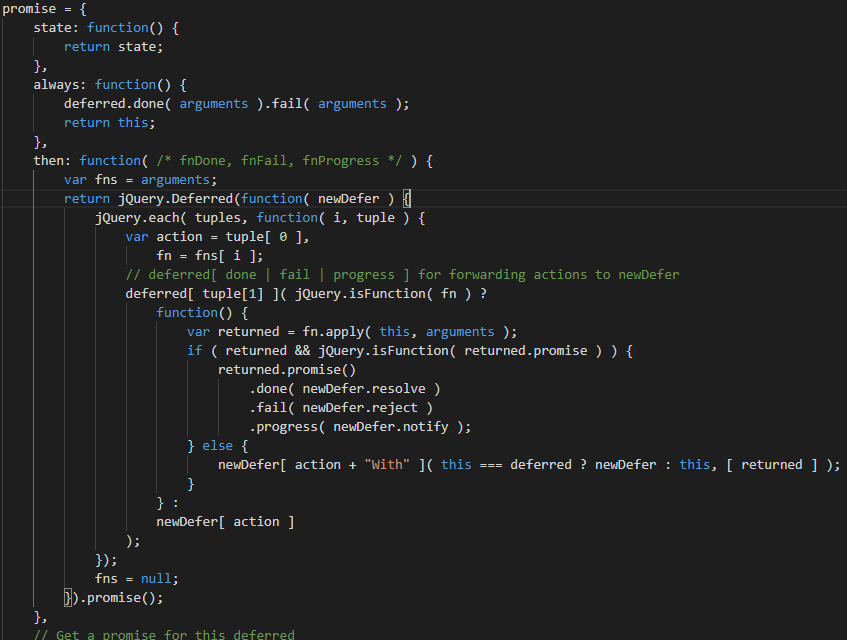 promise = {
    state: function() {
        return state;
    },
    always: function() {
        deferred.done( arguments ).fail( arguments );
        return this;
    },
    then: function( /* fnDone, fnFail, fnProgress */ ) {
        var fns = arguments;
        return jQuery.Deferred(function( newDefer ) {
            jQuery.each( tuples, function( i, tuple ) {
                var action = tuple[ 0 ],
                    fn = fns[ i ];
                // deferred[ done | fail | progress ] for forwarding actions to newDefer
                deferred[ tuple[1] ]( jQuery.isFunction( fn ) ?
                    function() {
                        var returned = fn.apply( this, arguments );
                        if ( returned && jQuery.isFunction( returned.promise ) ) {
                            returned.promise()
                                .done( newDefer.resolve )
                                .fail( newDefer.reject )
                                .progress( newDefer.notify );
                        } else {
                            newDefer[ action + "With" ]( this === deferred ? newDefer : this, [ returned ] );
                        }
                    } :
                    newDefer[ action ]
                );
            });
            fns = null;
        }).promise();
    },
    // Get a promise for this deferred